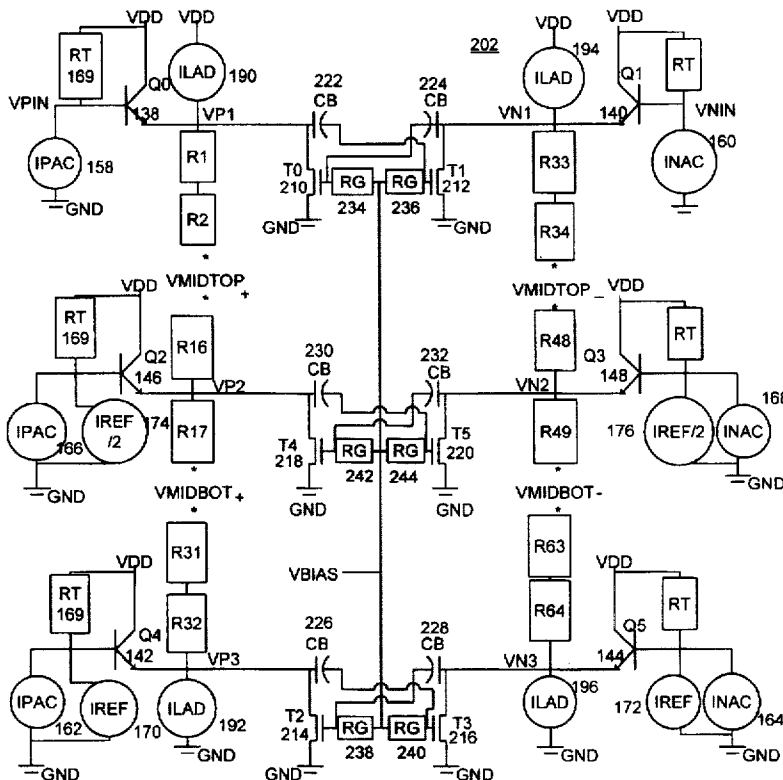 VDD VDD 202 VDD VDD
RT 169 ILAD 190 222 CB 224 CB 194 ILAD RT
Q0 Q1
VPIN 138 VP1 VN1 140 VNIN
IPAC 158 R1 T0 210 RG RG T1 212 R33 INAC 160
R2 234 236 R34
GND GND GND GND
* *
VMIDTOP+ VMIDTOP-
* *
VDD VDD
RT 169 R16 230 CB 232 CB R48 RT
Q2 146 VP2 VN2 Q3 148
IPAC 166 IREF/2 174 R17 T4 218 RG RG T5 220 R49 176 IREF/2 INAC 168
242 244
GND GND GND GND
* *
VMIDBOT+ VMIDBOT-
* *
VDD VDD
RT 169 R31 VBIAS R63 RT
Q4 142 R32 226 CB 228 CB R64 Q5 144
VP3 VN3
IPAC 162 IREF 170 ILAD 192 T2 214 RG RG T3 216 ILAD 196 172 IREF INAC 164
238 240
GND GND GND GND GND GND